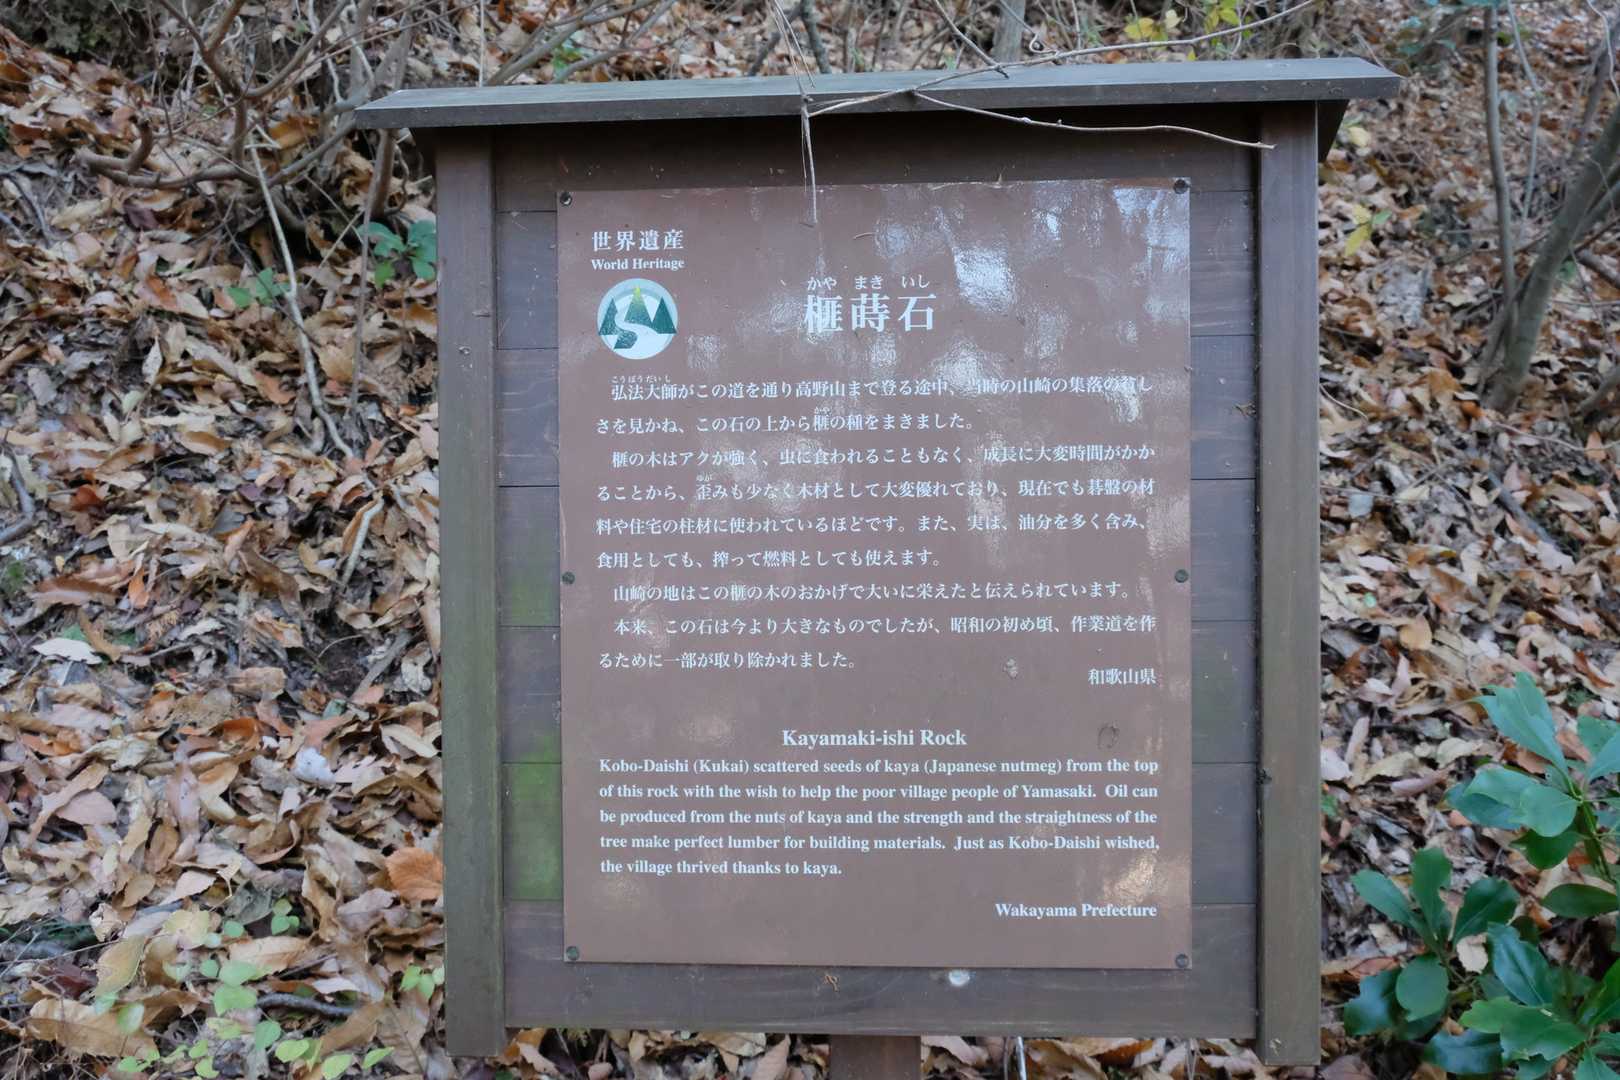 世界遺産
World Heritage
かや まき いし
榧蒔石
こうぼうだいし
弘法大師がこの道を通り高野山まで登る途中、当時の山崎の集落の貧し
かや
さを見かね、この石の上から榧の種をまきました。
榧の木はアクが強く、虫に食われることもなく、成長に大変時間がかか
ゆが
ることから、歪みも少なく木材として大変優れており、現在でも碁盤の材
料や住宅の柱材に使われているほどです。また、実は、油分を多く含み、
食用としても、搾って燃料としても使えます。
山崎の地はこの榧の木のおかげで大いに栄えたと伝えられています。
本来、この石は今より大きなものでしたが、昭和の初め頃、作業道を作
るために一部が取り除かれました。
和歌山県
Kayamaki-ishi Rock
Kobo-Daishi (Kukai) scattered seeds of kaya (Japanese nutmeg) from the top
of this rock with the wish to help the poor village people of Yamasaki. Oil can
be produced from the nuts of kaya and the strength and the straightness of the
tree make perfect lumber for building materials. Just as Kobo-Daishi wished,
the village thrived thanks to kaya.
Wakayama Prefecture